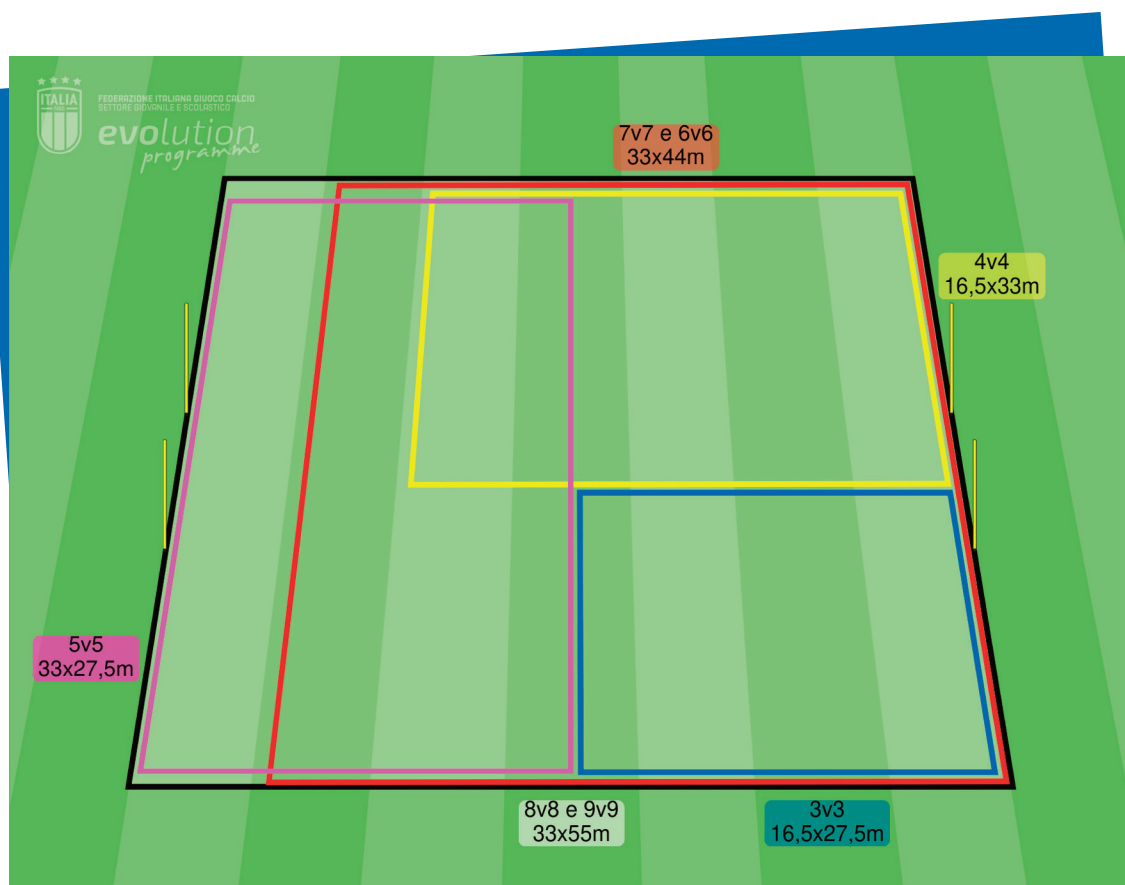 ITALIA
FIGC
FEDERAZIONE ITALIANA GIUOCO CALCIO
SETTORE GIOVANILE E SCOLASTICO
evolution
programme
7v7 e 6v6
33x44m
4v4
16,5x33m
5v5
33x27,5m
8v8 e 9v9
33x55m
3v3
16,5x27,5m